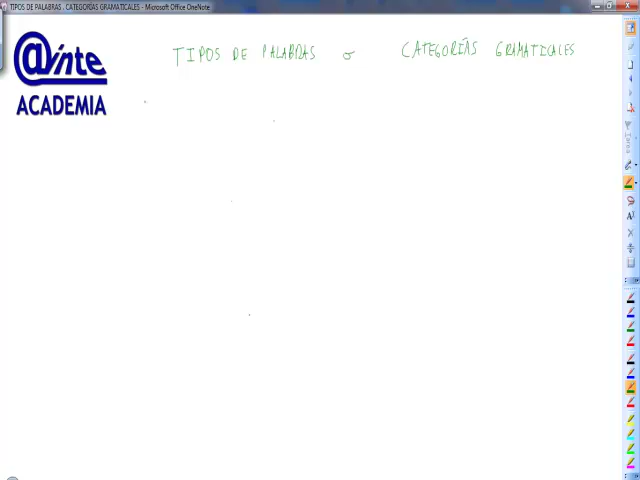 TIPOS DE PALABRAS . CATEGORÍAS GRAMATICALES - Microsoft Office OneNote
@inte
ACADEMIA
TIPOS DE PALABRAS o CATEGORÍAS GRAMATICALES